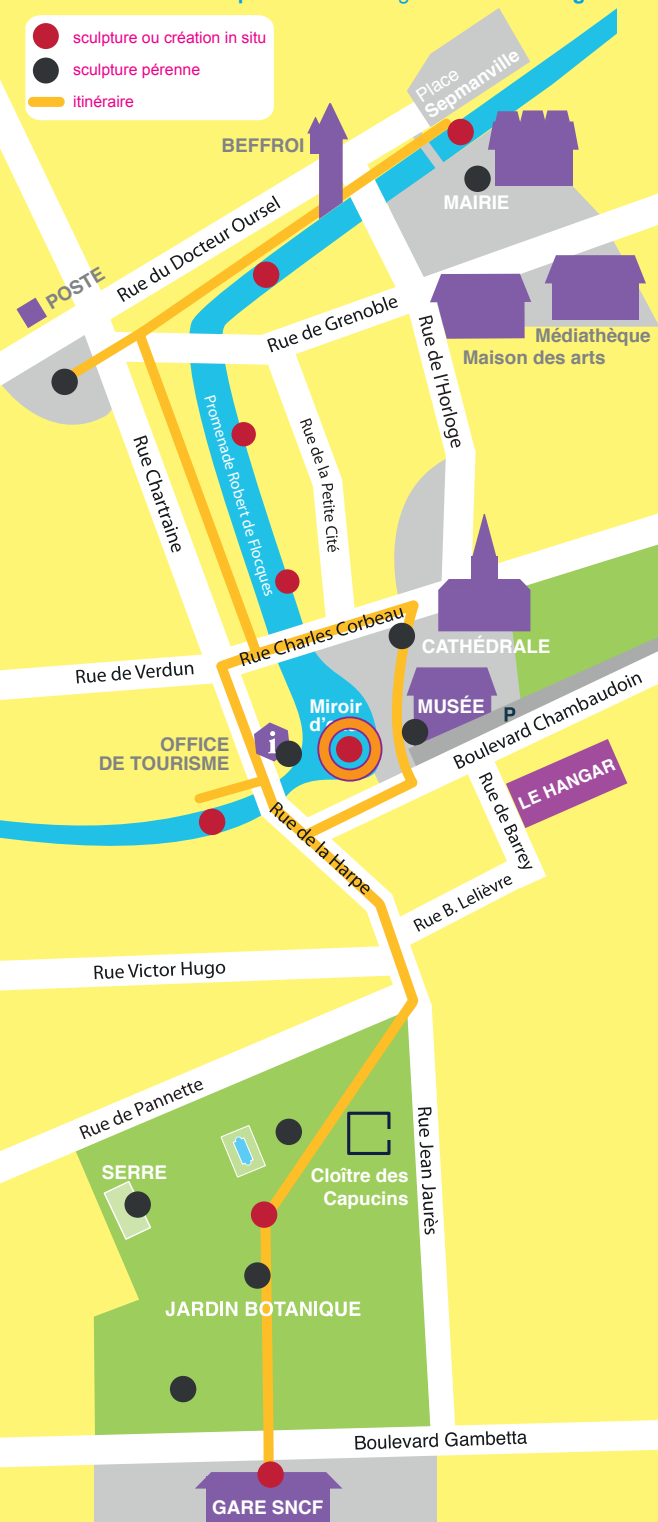 sculpture ou création in situ
sculpture pérenne
itinéraire
Place
Sepmanville
BEFFROI
MAIRIE
Rue du Docteur Oursel
POSTE
Rue de Grenoble
Médiathèque
Maison des arts
Rue de l'Horloge
Promenade Robert de Flocques
Rue de la Petite Cité
Rue Chartraine
Rue Charles Corbeau
CATHÉDRALE
Rue de Verdun
Miroir
MUSÉE
P
Boulevard Chambaudoin
i
OFFICE
DE TOURISME
LE HANGAR
Rue de Barrey
Rue de la Harpe
Rue B. Lelièvre
Rue Victor Hugo
Rue de Pannette
Rue Jean Jaurès
SERRE
Cloître des
Capucins
JARDIN BOTANIQUE
Boulevard Gambetta
GARE SNCF